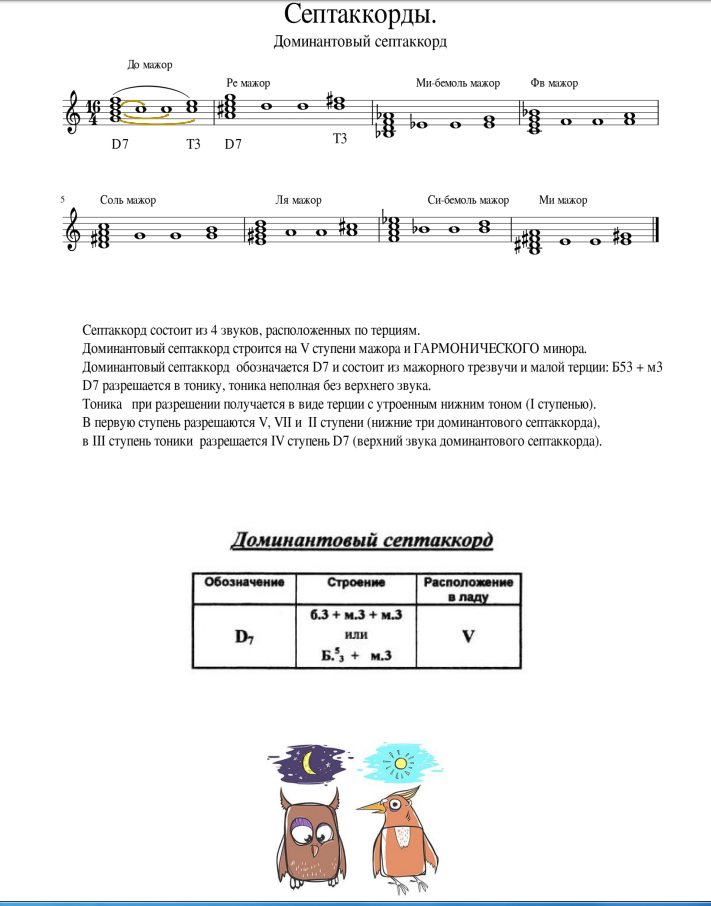 Септаккорды.
Доминантовый септаккорд
До мажор
Ре мажор
Ми-бемоль мажор
Фв мажор
16
4
D7
T3
D7
T3
5
Соль мажор
Ля мажор
Си-бемоль мажор
Ми мажор
Септаккорд состоит из 4 звуков, расположенных по терциям.
Доминантовый септаккорд строится на V ступени мажора и ГАРМОНИЧЕСКОГО минора.
Доминантовый септаккорд обозначается D7 и состоит из мажорного трезвучи и малой терции: Б53 + м3
D7 разрешается в тонику, тоника неполная без верхнего звука.
Тоника при разрешении получается в виде терции с утроенным нижним тоном (I ступенью).
В первую ступень разрешаются V, VII и II ступени (нижние три доминантового септаккорда),
в III ступень тоники разрешается IV ступень D7 (верхний звука доминантового септаккорда).
Доминантовый септаккорд
Обозначение
Строение
Расположение
в ладу
D7
б.3 + м.3 + м.3
или
Б.53 + м.3
V